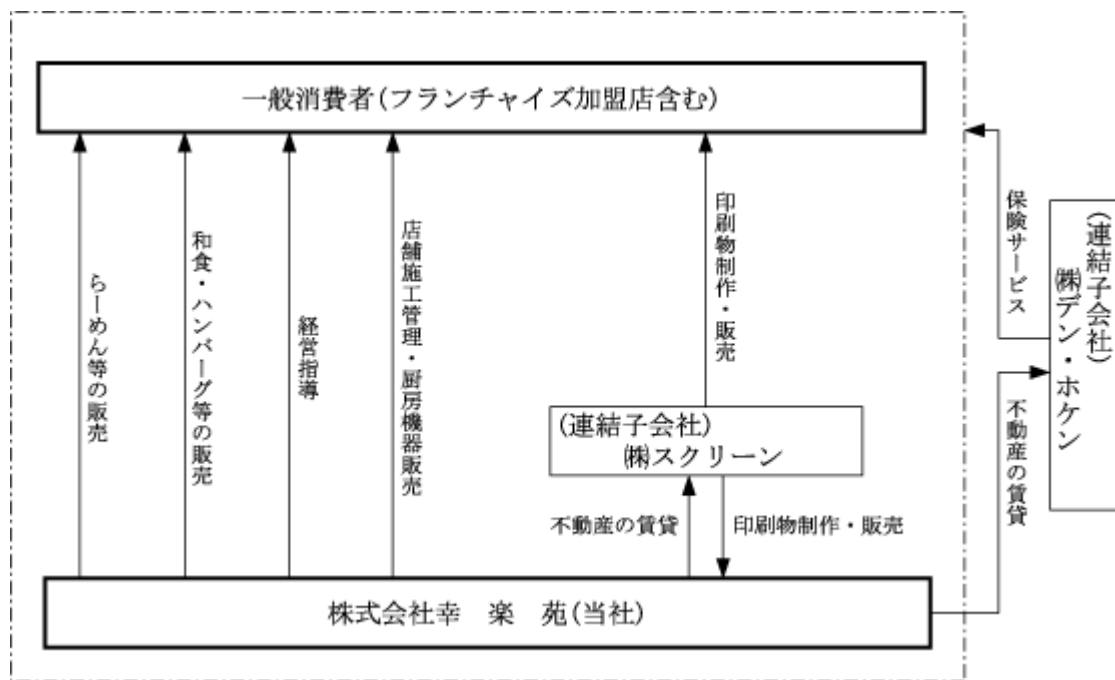 一般消費者(フランチャイズ加盟店含む)
らーめん等の販売
和食・ハンバーグ等の販売
経営指導
店舗施工管理・厨房機器販売
印刷物制作・販売
保険サービス
(連結子会社)
㈱デン・ホケン
(連結子会社)
㈱スクリーン
不動産の賃貸
印刷物制作・販売
不動産の賃貸
株式会社幸　楽　苑(当社)